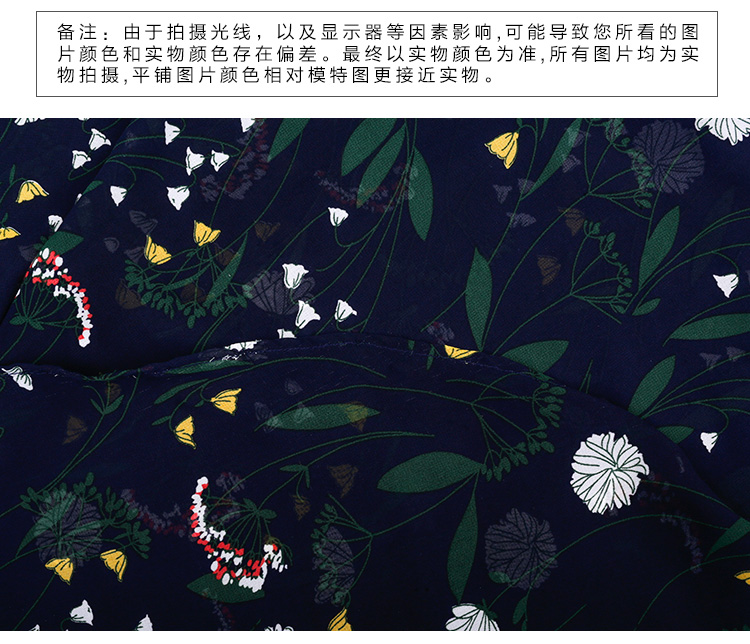 备注：由于拍摄光线，以及显示器等因素影响,可能导致您所看的图
片颜色和实物颜色存在偏差。最终以实物颜色为准,所有图片均为实
物拍摄,平铺图片颜色相对模特图更接近实物。